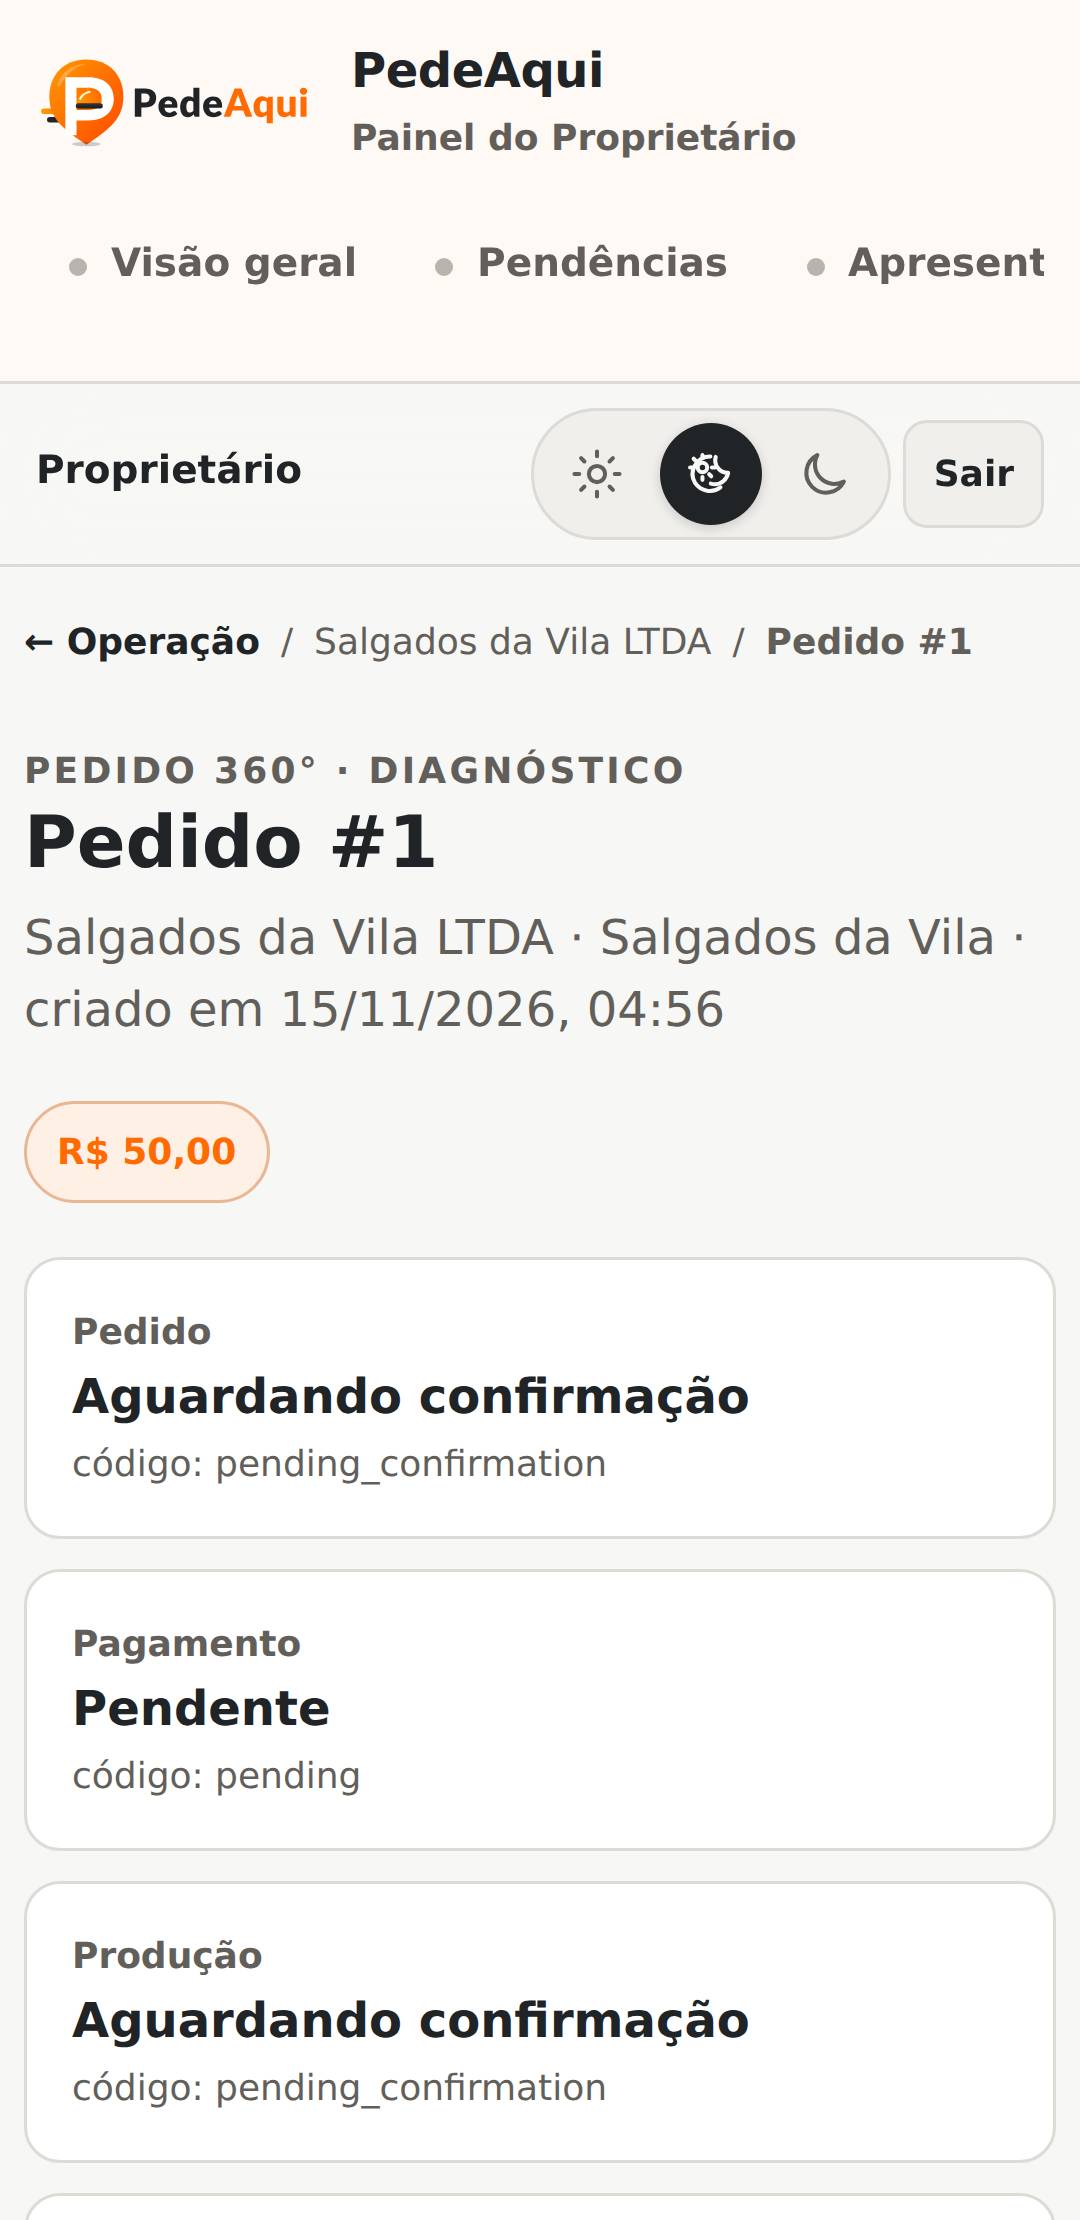 PedeAqui
PedeAqui
Painel do Proprietário
Visão geral
Pendências
Apresent
Proprietário
Sair
← Operação / Salgados da Vila LTDA / Pedido #1
PEDIDO 360° · DIAGNÓSTICO
Pedido #1
Salgados da Vila LTDA · Salgados da Vila ·
criado em 15/11/2026, 04:56
R$ 50,00
Pedido
Aguardando confirmação
código: pending_confirmation
Pagamento
Pendente
código: pending
Produção
Aguardando confirmação
código: pending_confirmation